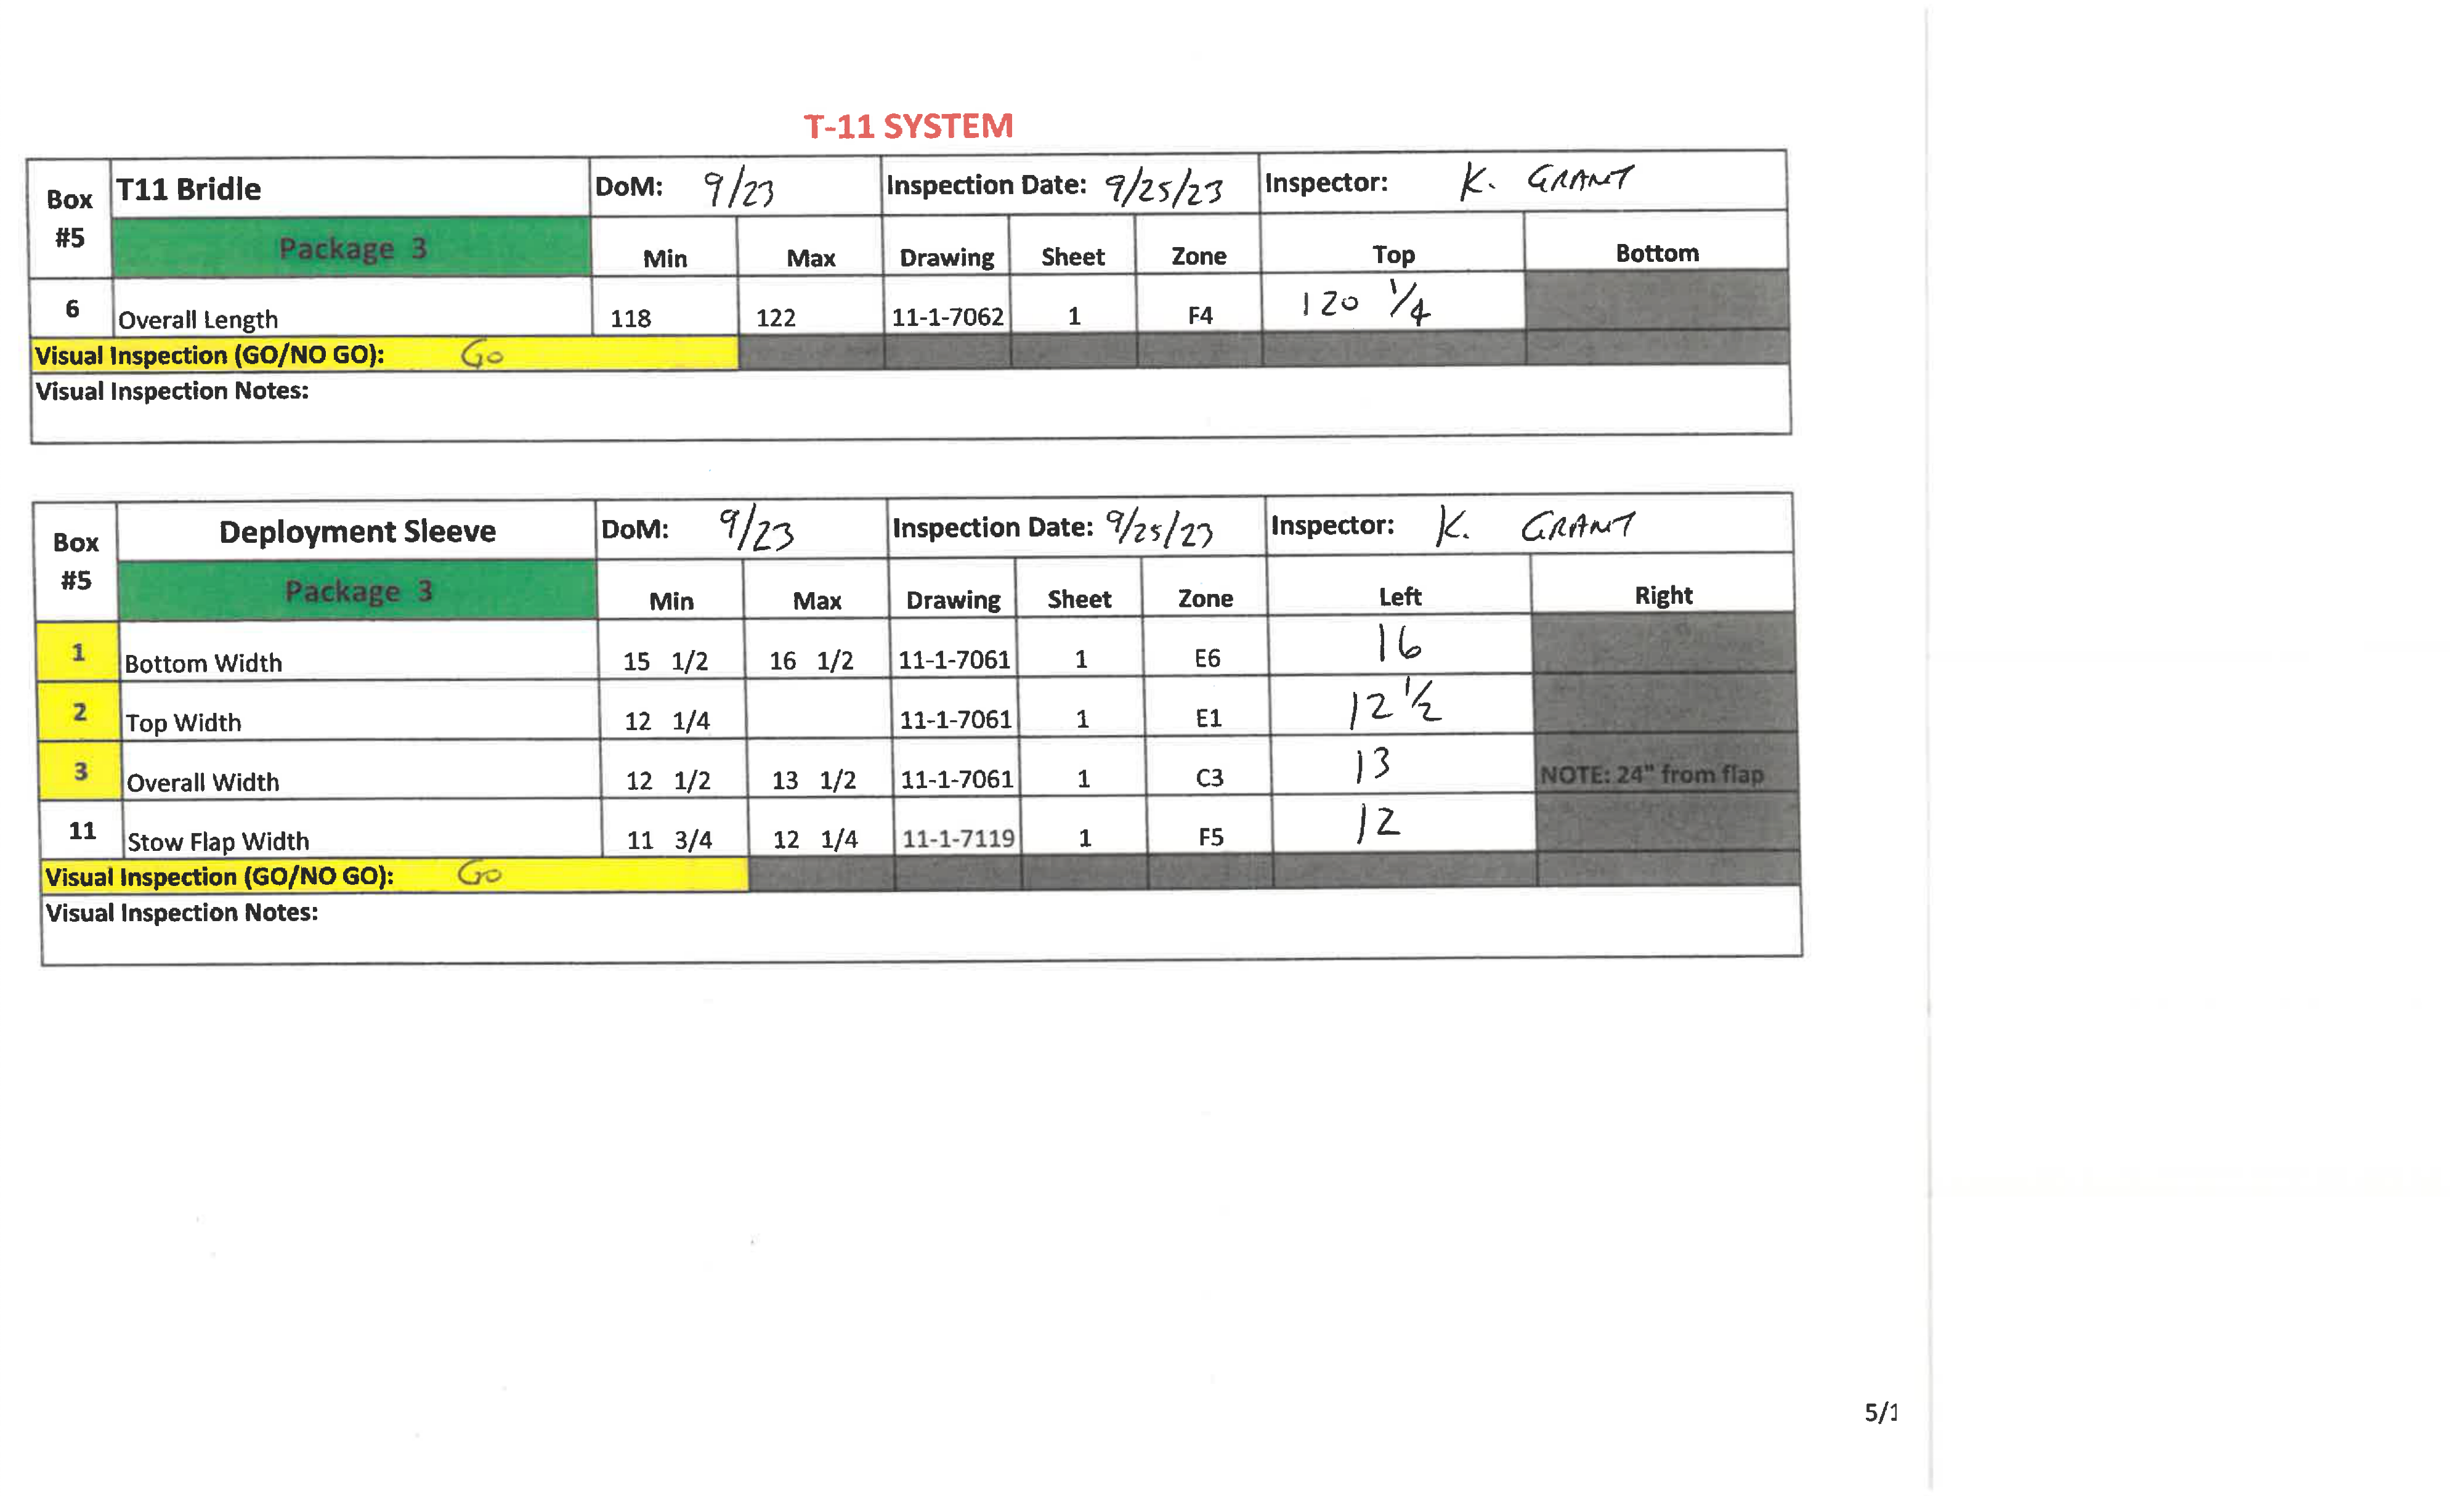 T-11 SYSTEM
Box #5 T11 Bridle DoM: 9/23 Inspection Date: 9/25/23 Inspector: K. GRANT
Package 3 Min Max Drawing Sheet Zone Top Bottom
6 Overall Length 118 122 11-1-7062 1 F4 120 1/4
Visual Inspection (GO/NO GO): Go
Visual Inspection Notes:
Box #5 Deployment Sleeve DoM: 9/23 Inspection Date: 9/25/23 Inspector: K. GRANT
Package 3 Min Max Drawing Sheet Zone Left Right
1 Bottom Width 15 1/2 16 1/2 11-1-7061 1 E6 16
2 Top Width 12 1/4 11-1-7061 1 E1 12 1/2
3 Overall Width 12 1/2 13 1/2 11-1-7061 1 C3 13 NOTE: 24" from flap
11 Stow Flap Width 11 3/4 12 1/4 11-1-7119 1 F5 12
Visual Inspection (GO/NO GO): Go
Visual Inspection Notes:
5/1